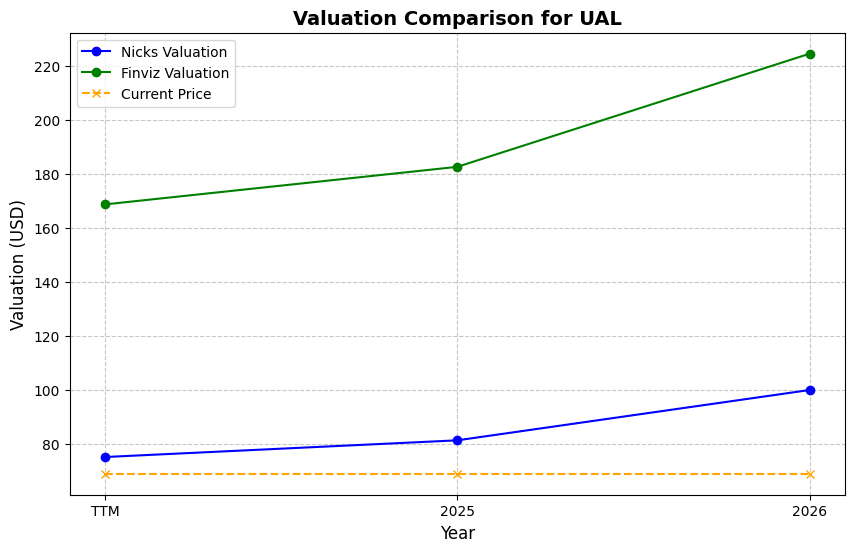 Valuation Comparison for UAL
Nicks Valuation
Finviz Valuation
Current Price
Valuation (USD)
220
200
180
160
140
120
100
80
TTM
2025
2026
Year